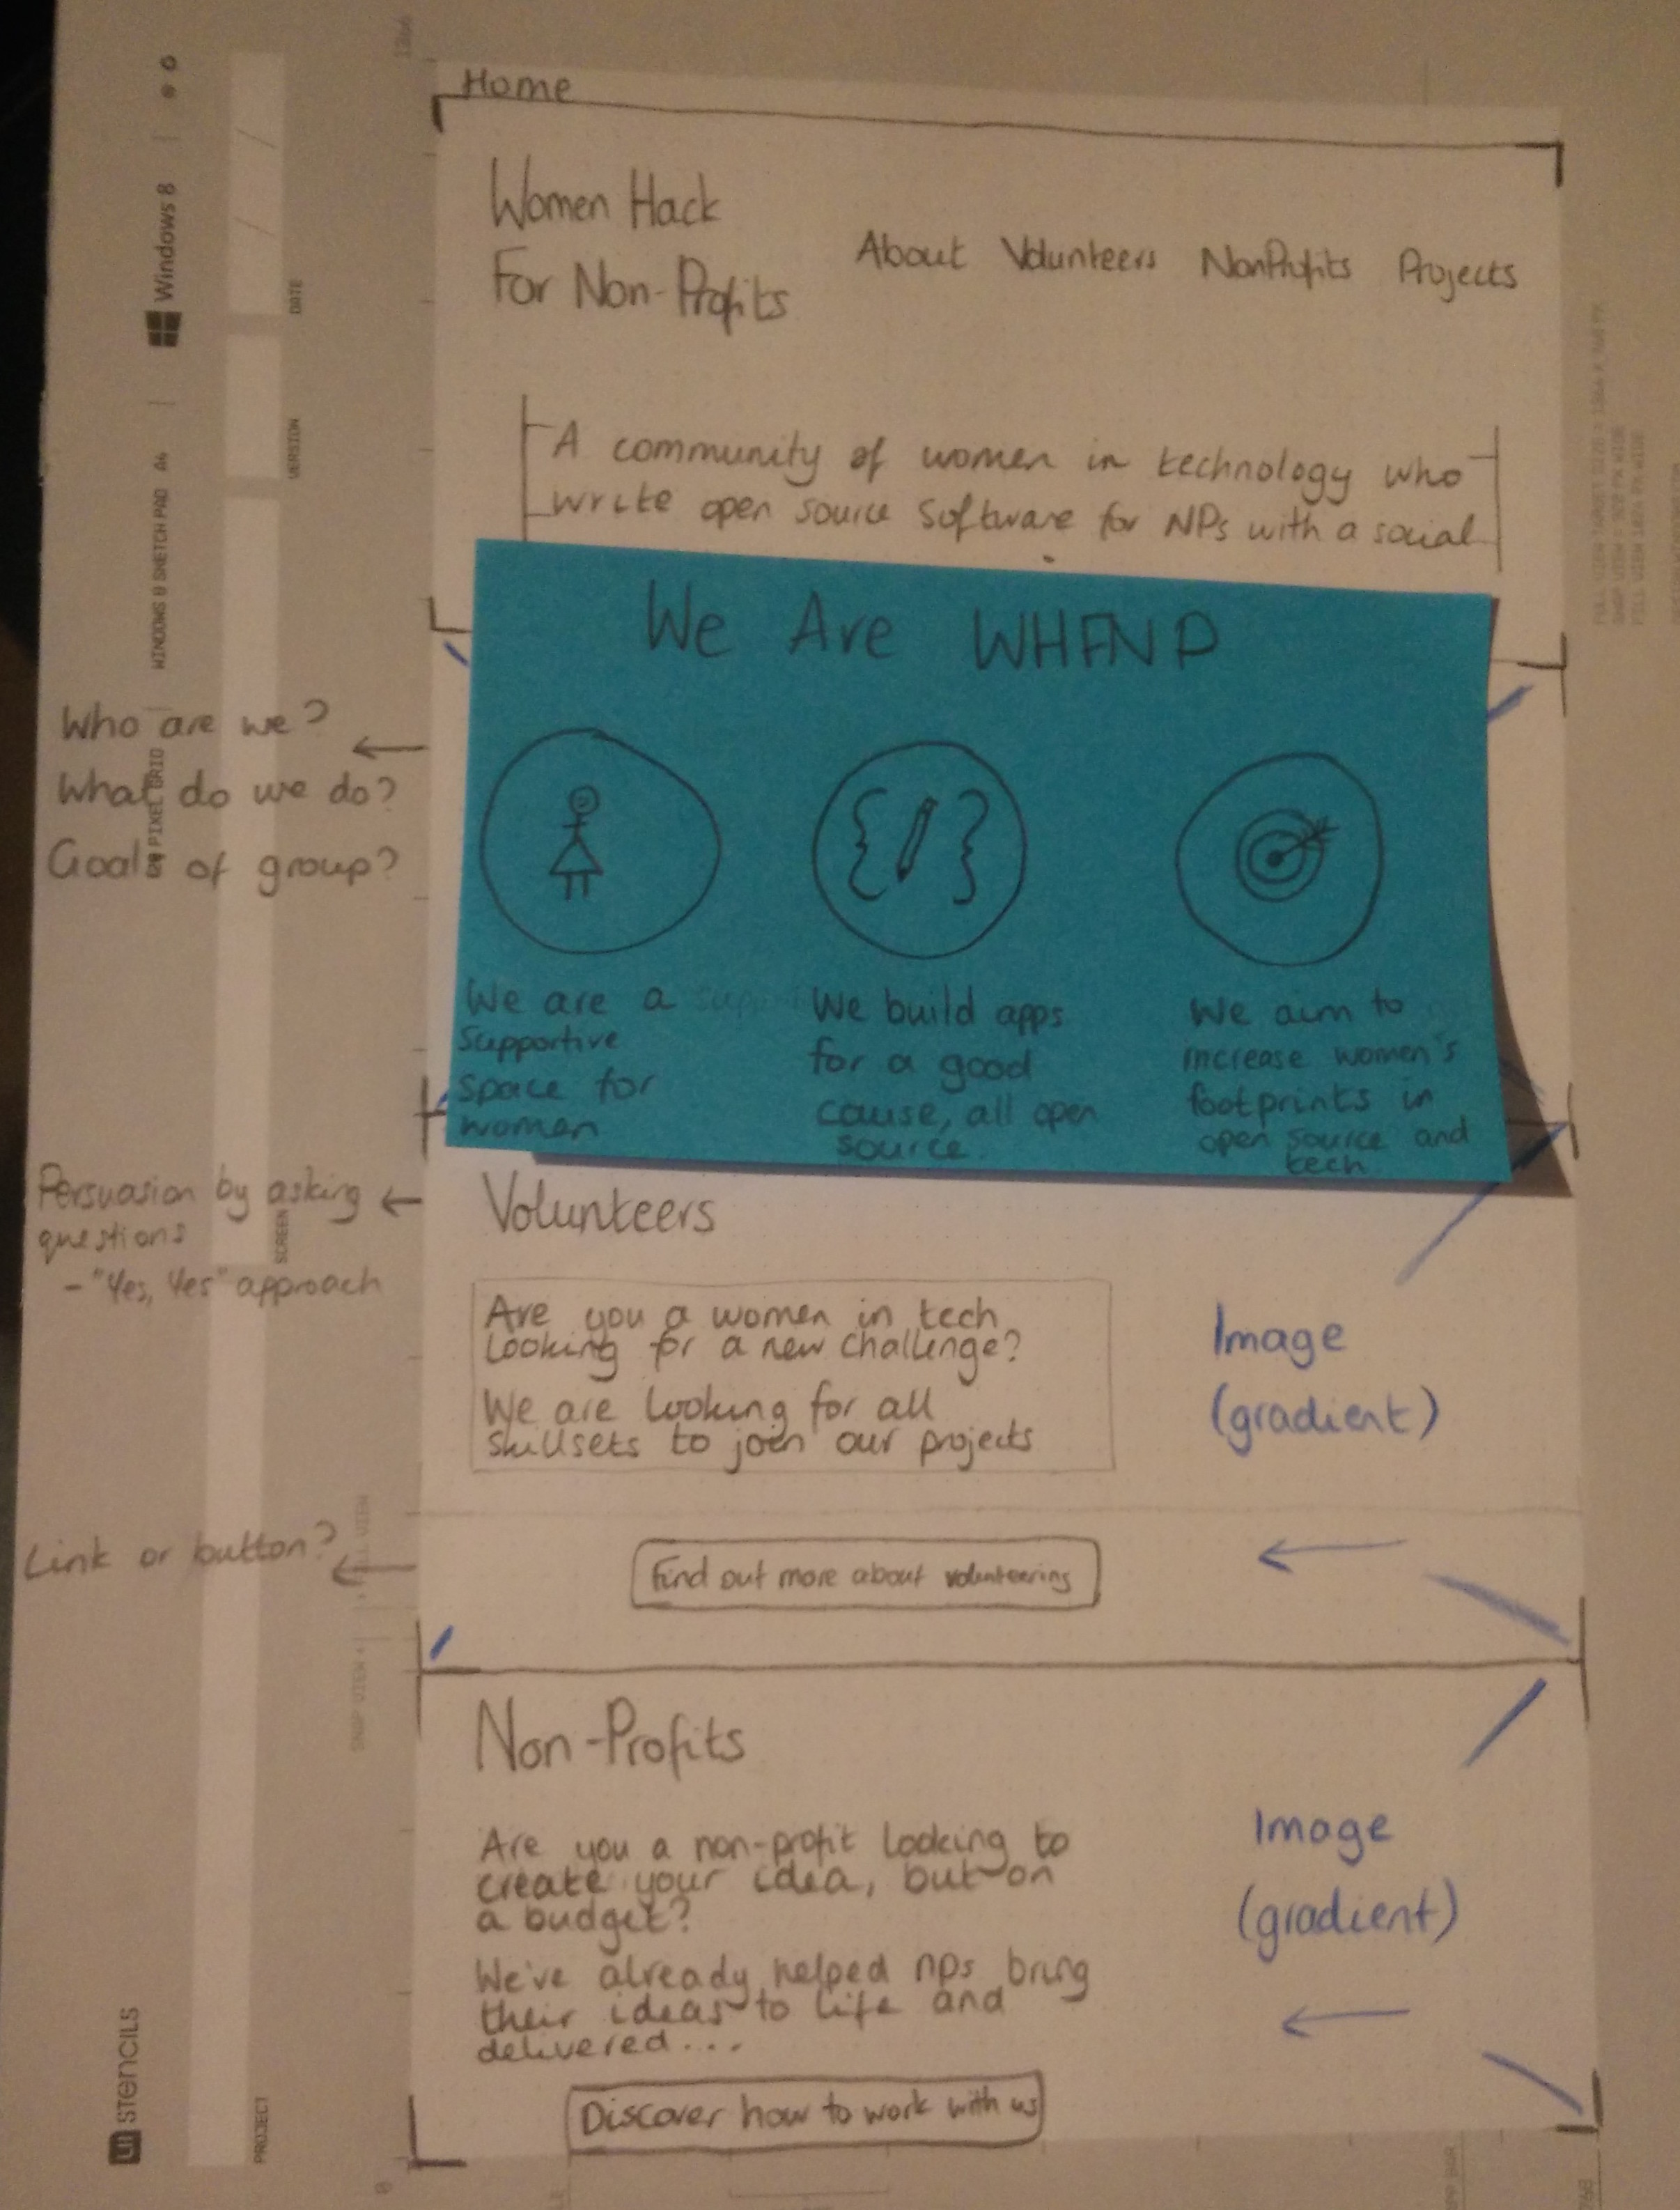 Home
Women Hack
For Non-Profits
About Volunteers NonProfits Projects
A community of women in technology who
write open source software for NPs with a social
We Are WHFNP
We are a supp
supportive
space for
women
We build apps
for a good
cause, all open
source.
We aim to
increase women's
footprints in
open source and
tech.
Who are we?
What do we do?
Goals of group?
Persuasion by asking
questions
- "Yes, Yes" approach
Volunteers
Are you a women in tech
looking for a new challenge?
We are looking for all
skillsets to join our projects
Image
(gradient)
Link or button?
Find out more about volunteering
Non-Profits
Are you a non-profit looking to
create your idea, but on
a budget?
We've already helped nps bring
their ideas to life and
delivered...
Image
(gradient)
Discover how to work with us
UI STENCILS
WINDOWS 8 SKETCH PAD A4
Windows 8
PIXEL GRID
PROJECT
SCREEN
VERSION
DATE
1366
SNAP VIEW
0